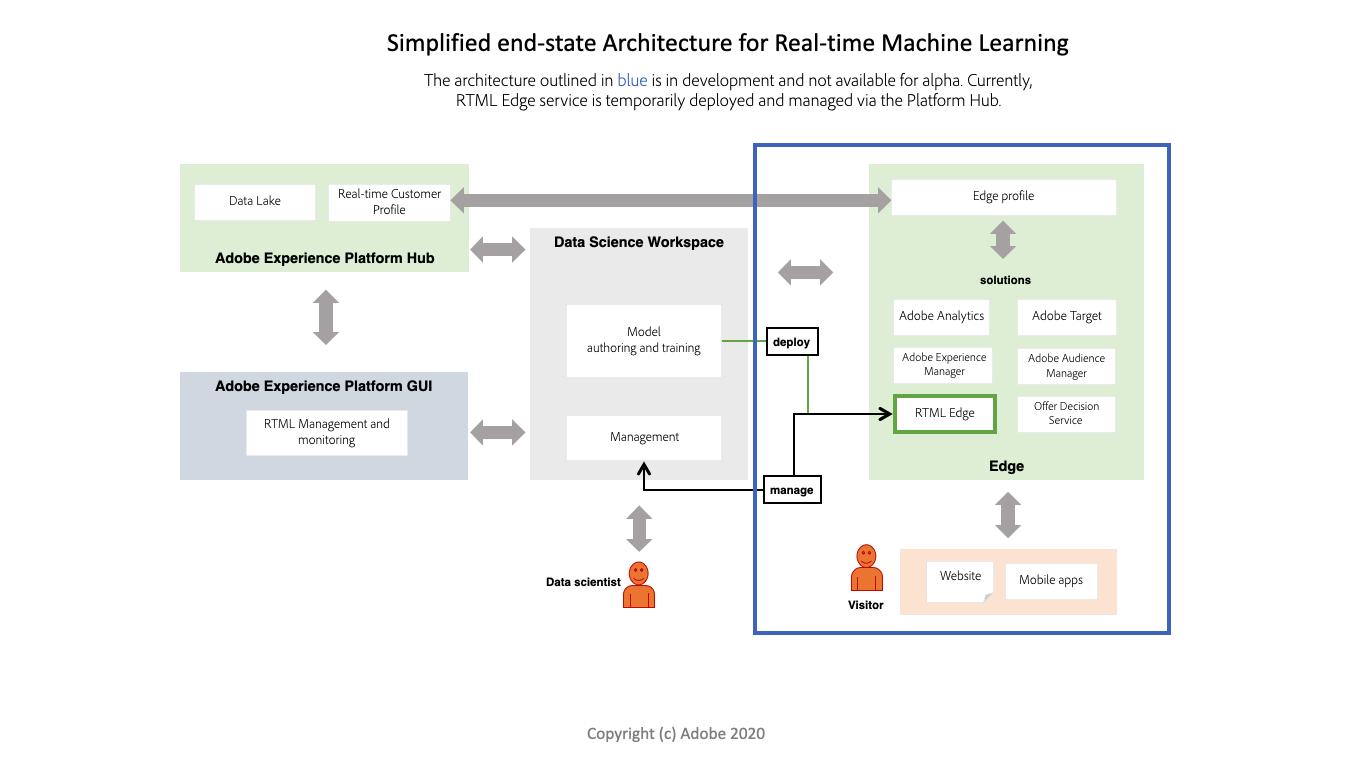 Simplified end-state Architecture for Real-time Machine Learning
The architecture outlined in blue is in development and not available for alpha. Currently,
RTML Edge service is temporarily deployed and managed via the Platform Hub.
Data Lake
Real-time Customer
Profile
Adobe Experience Platform Hub
Adobe Experience Platform GUI
RTML Management and
monitoring
Data Science Workspace
Model
authoring and training
Management
deploy
manage
Data scientist
Edge profile
solutions
Adobe Analytics
Adobe Target
Adobe Experience
Manager
Adobe Audience
Manager
RTML Edge
Offer Decision
Service
Edge
Visitor
Website
Mobile apps
Copyright (c) Adobe 2020